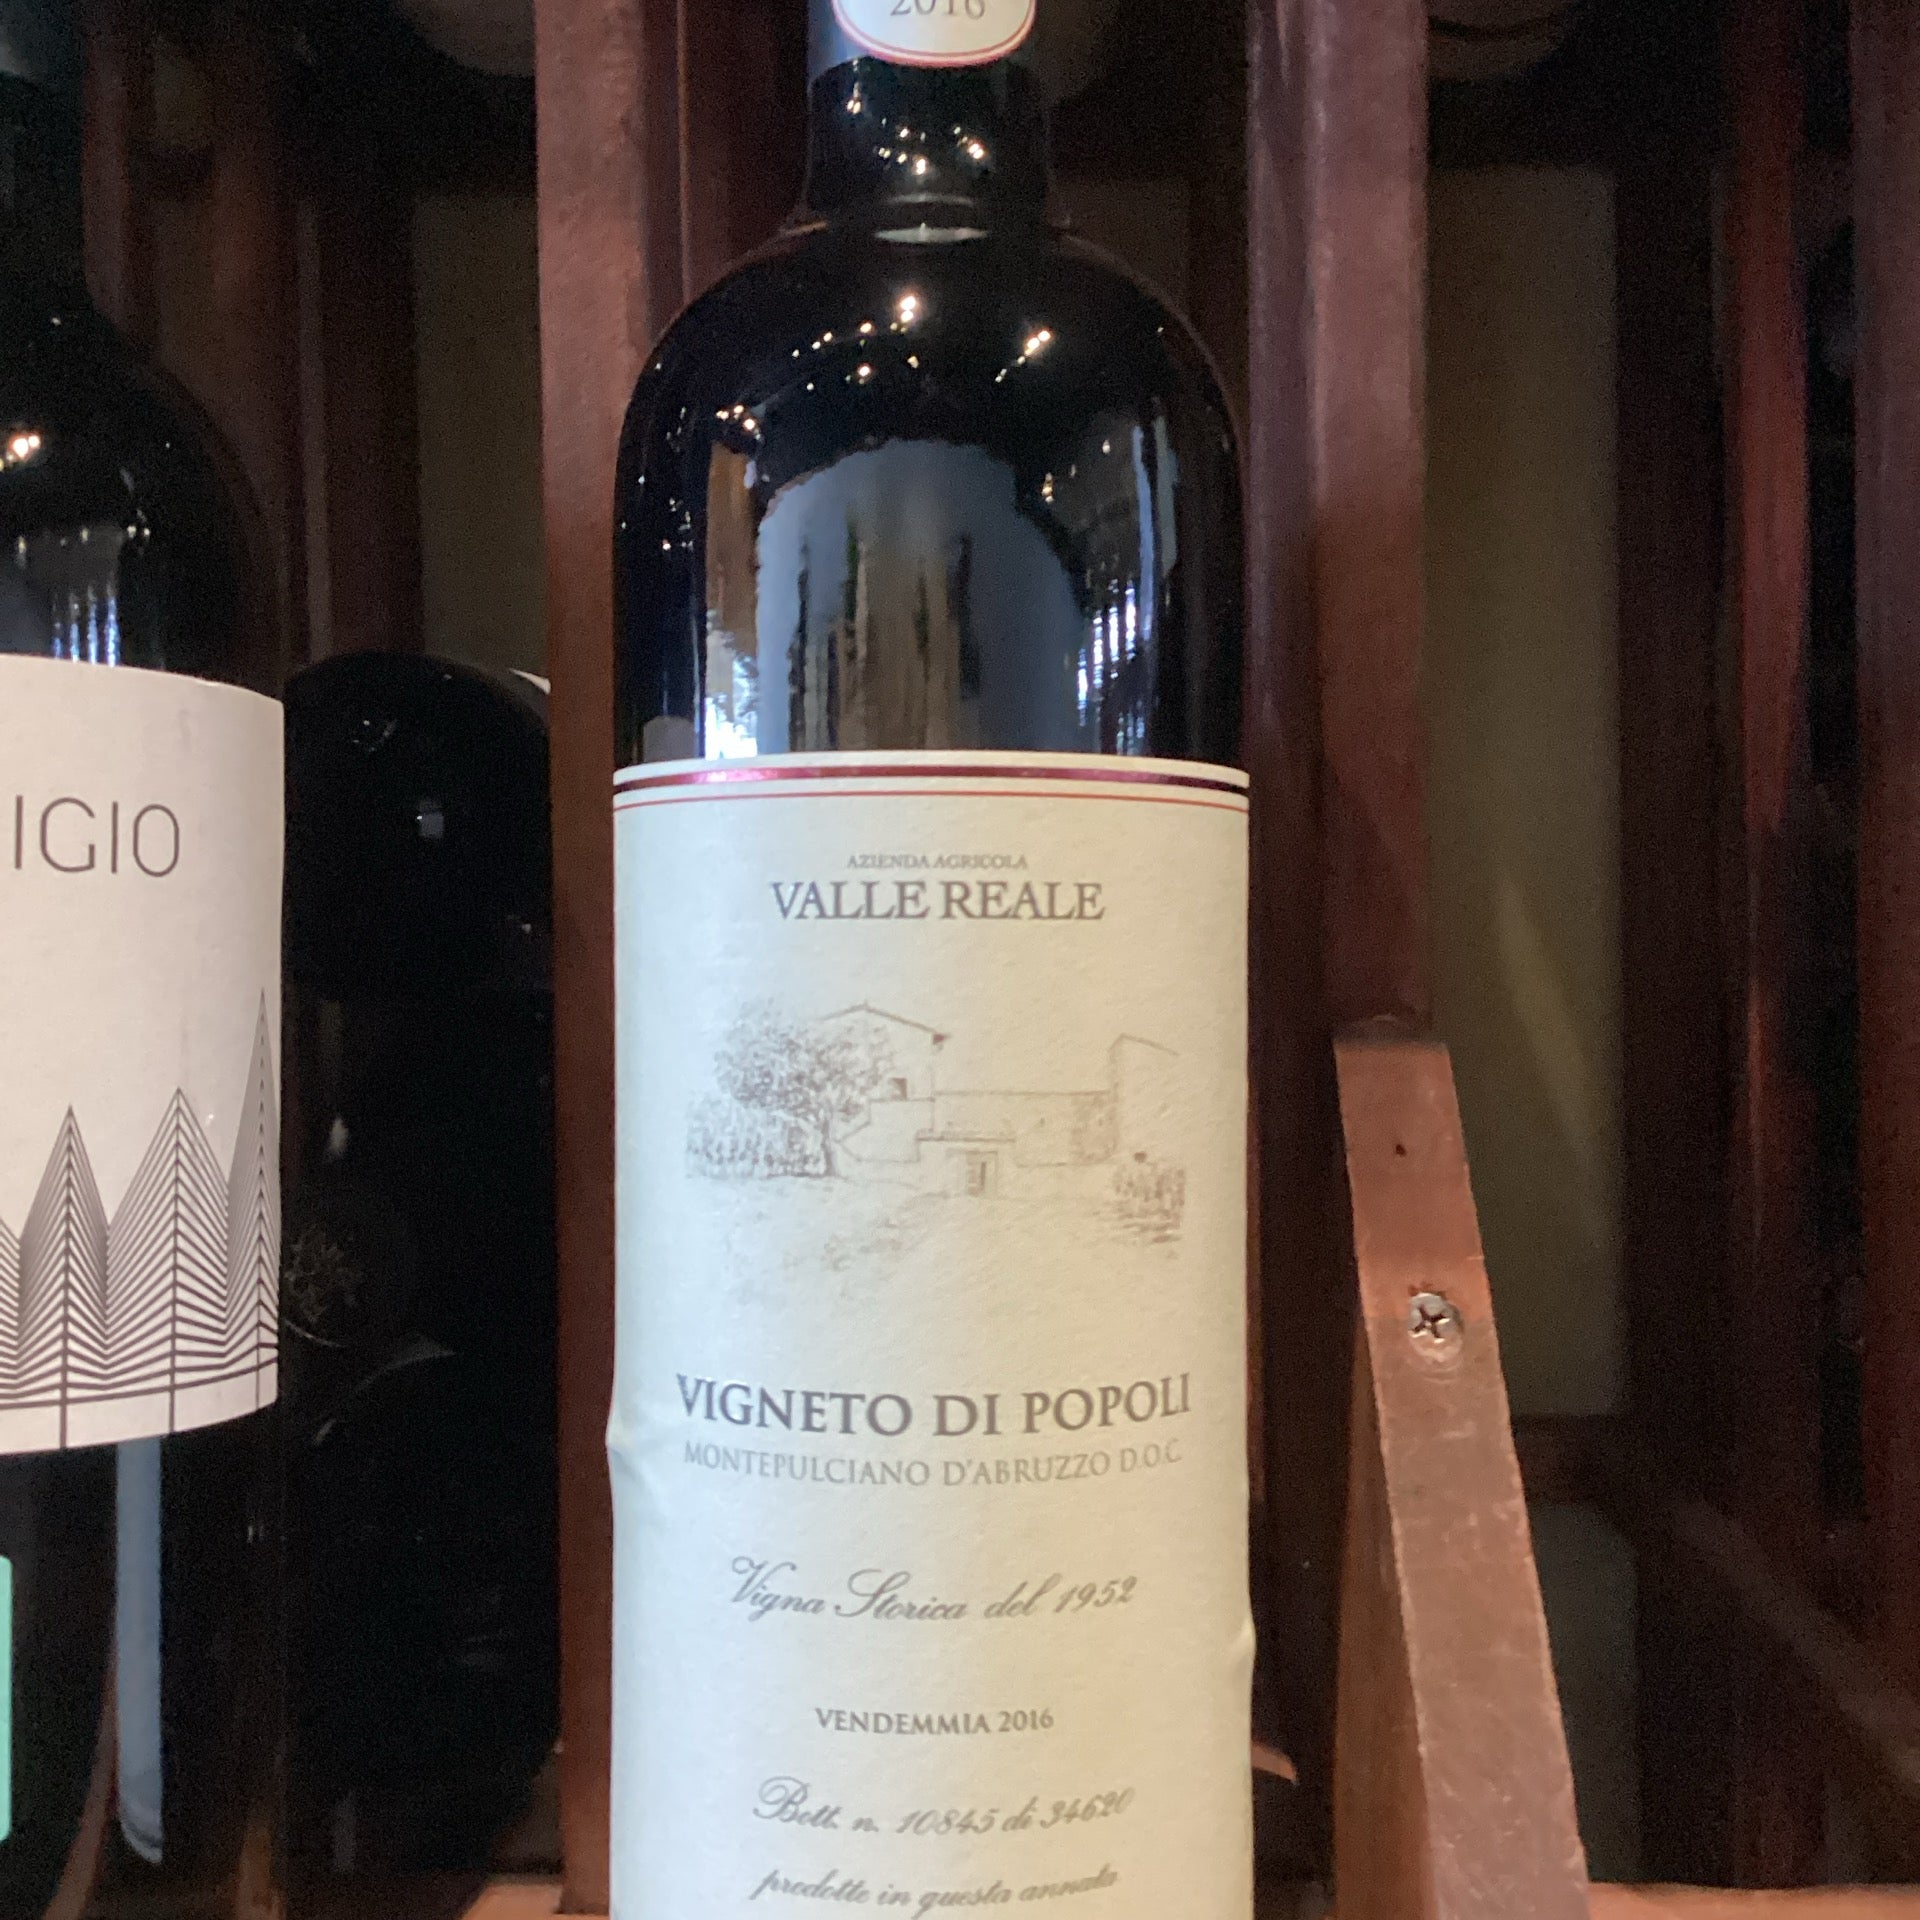 2016
IGIO
AZIENDA AGRICOLA
VALLE REALE
VIGNETO DI POPOLI
MONTEPULCIANO D'ABRUZZO D.O.C
Vigna Storica del 1952
VENDEMMIA 2016
Bott. n. 10845 di 34620
prodotte in questa annata